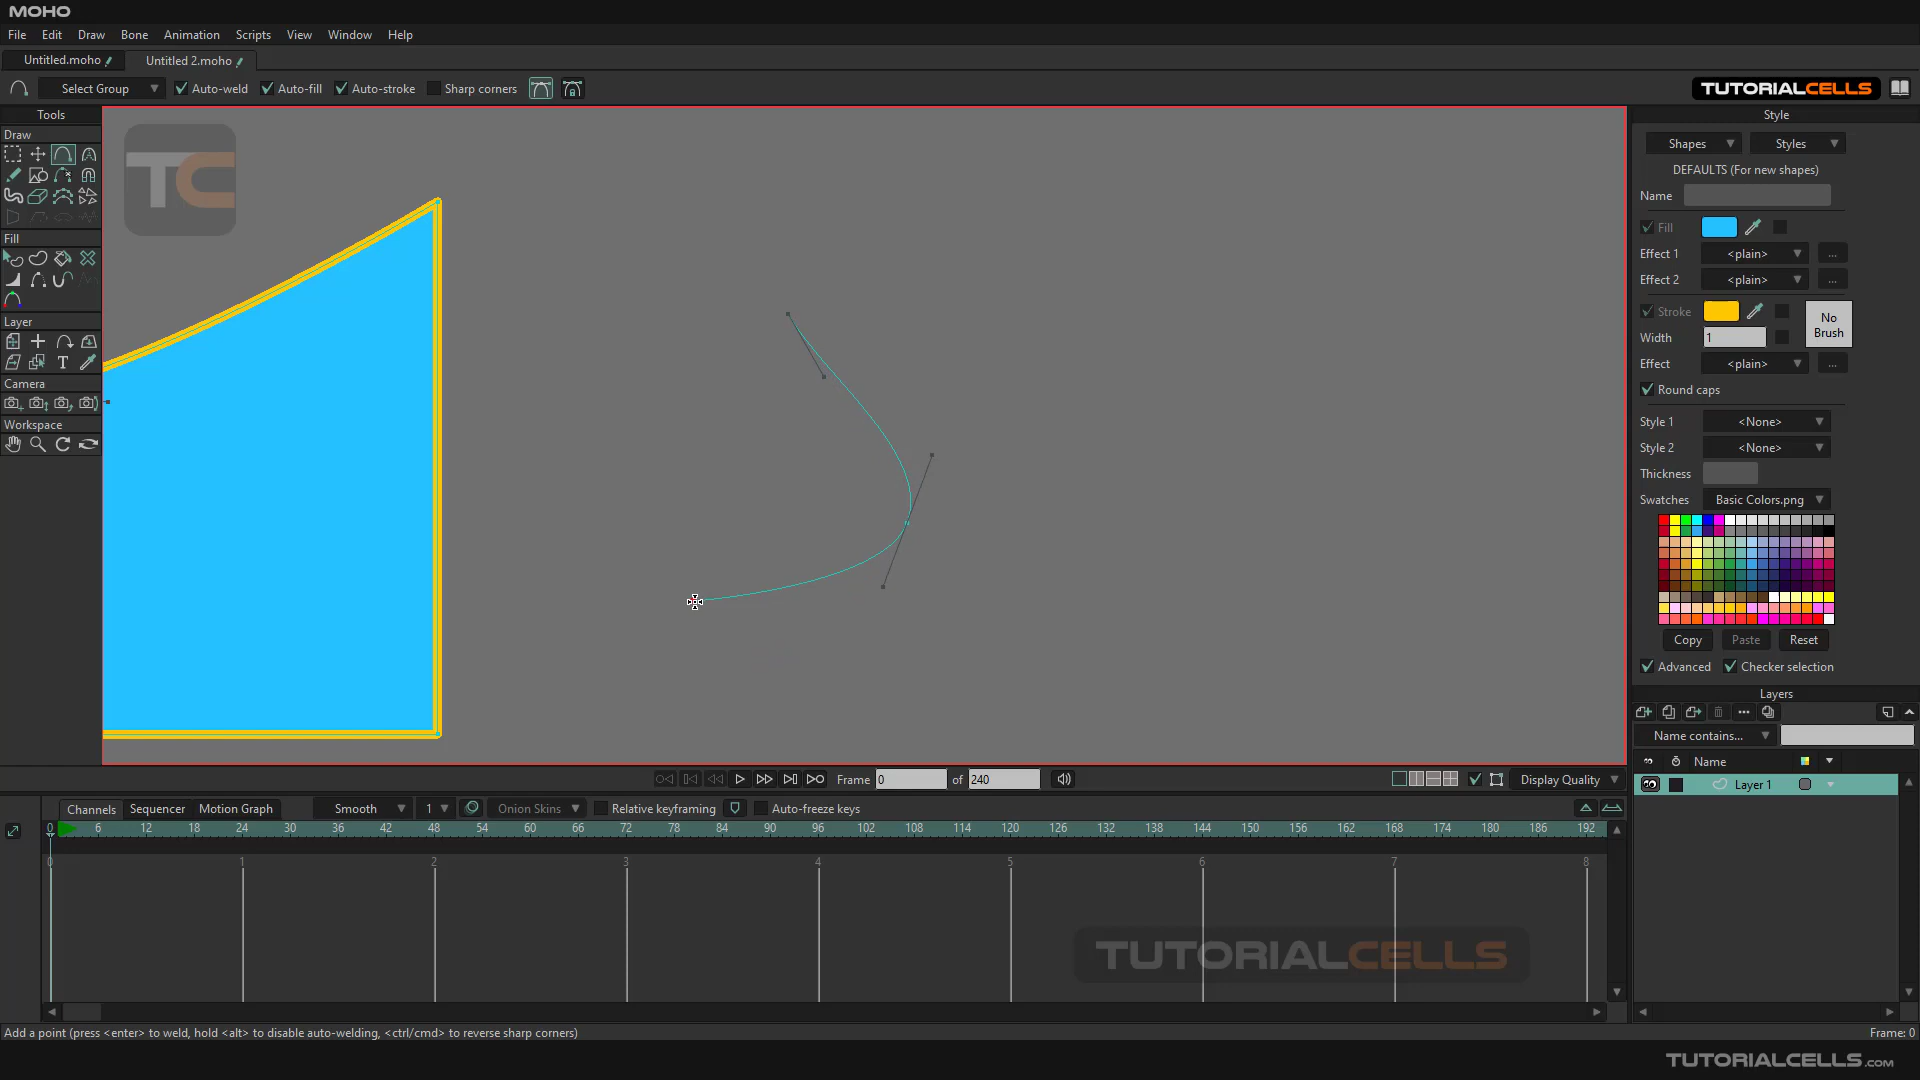 MOHO
File Edit Draw Bone Animation Scripts View Window Help
Untitled.moho Untitled 2.moho
Select Group Auto-weld Auto-fill Auto-stroke Sharp corners TUTORIALCELLS
Tools
Style
Draw
TC
Shapes Styles
DEFAULTS (For new shapes)
Name
Fill
Fill
Effect 1 <plain> ...
Effect 2 <plain> ...
Stroke No Brush
Layer
Width 1
Effect <plain> ...
Camera
Round caps
Style 1 <None>
Workspace
Style 2 <None>
Thickness
Swatches Basic Colors.png
Copy Paste Reset
Advanced Checker selection
Layers
Name contains...
Name
Layer 1
Frame 0 of 240 Display Quality
Channels Sequencer Motion Graph Smooth 1 Onion Skins Relative keyframing Auto-freeze keys
0 6 12 18 24 30 36 42 48 54 60 66 72 78 84 90 96 102 108 114 120 126 132 138 144 150 156 162 168 174 180 186 192
0 1 2 3 4 5 6 7 8
TUTORIALCELLS
Add a point (press <enter> to weld, hold <alt> to disable auto-welding, <ctrl/cmd> to reverse sharp corners) Frame: 0
TUTORIALCELLS.COM